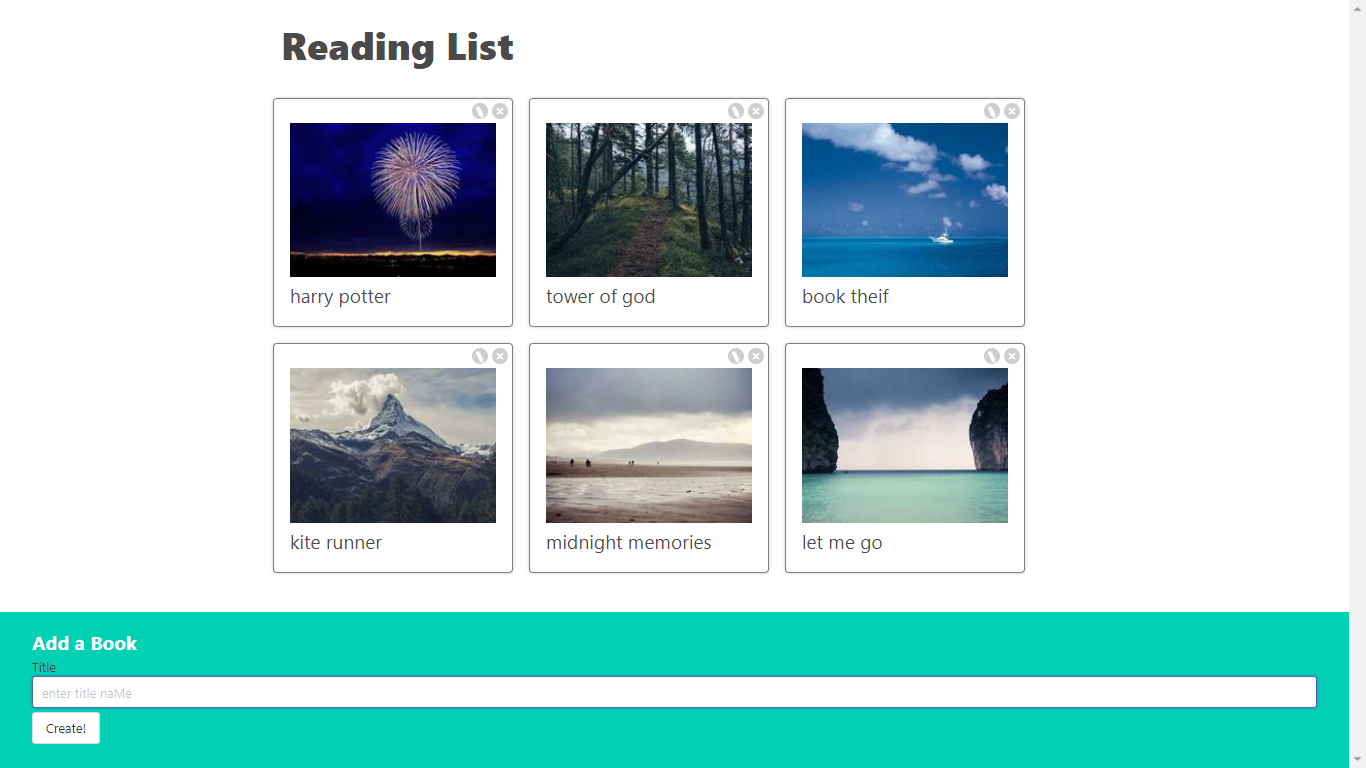 Reading List
harry potter
tower of god
book theif
kite runner
midnight memories
let me go
Add a Book
Title
enter title naMe
Create!